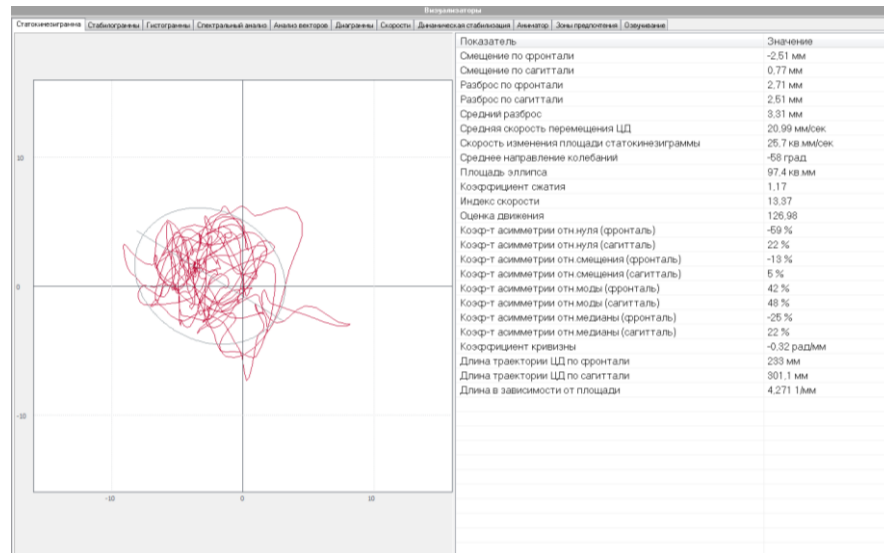 Визуализаторы
Статокинезиграмма Стабилограммы Гистограммы Спектральный анализ Анализ векторов Диаграммы Скорости Динамическая стабилизация Аниматор Зоны предпочтения Озвучивание
Показатель Значение
Смещение по фронтали -2,51 мм
Смещение по сагиттали 0,77 мм
Разброс по фронтали 2,71 мм
Разброс по сагиттали 2,51 мм
Средний разброс 3,31 мм
Средняя скорость перемещения ЦД 20,99 мм/сек
Скорость изменения площади статокинезиграммы 25,7 кв.мм/сек
Среднее направление колебаний -58 град
Площадь эллипса 97,4 кв.мм
Коэффициент сжатия 1,17
Индекс скорости 13,37
Оценка движения 126,98
Коэф-т асимметрии отн.нуля (фронталь) -59 %
Коэф-т асимметрии отн.нуля (сагитталь) 22 %
Коэф-т асимметрии отн.смещения (фронталь) -13 %
Коэф-т асимметрии отн.смещения (сагитталь) 5 %
Коэф-т асимметрии отн.моды (фронталь) 42 %
Коэф-т асимметрии отн.моды (сагитталь) 48 %
Коэф-т асимметрии отн.медианы (фронталь) -25 %
Коэф-т асимметрии отн.медианы (сагитталь) 22 %
Коэффициент кривизны -0,32 рад/мм
Длина траектории ЦД по фронтали 233 мм
Длина траектории ЦД по сагиттали 301,1 мм
Длина в зависимости от площади 4,271 1/мм
10
0
-10
-10 0 10